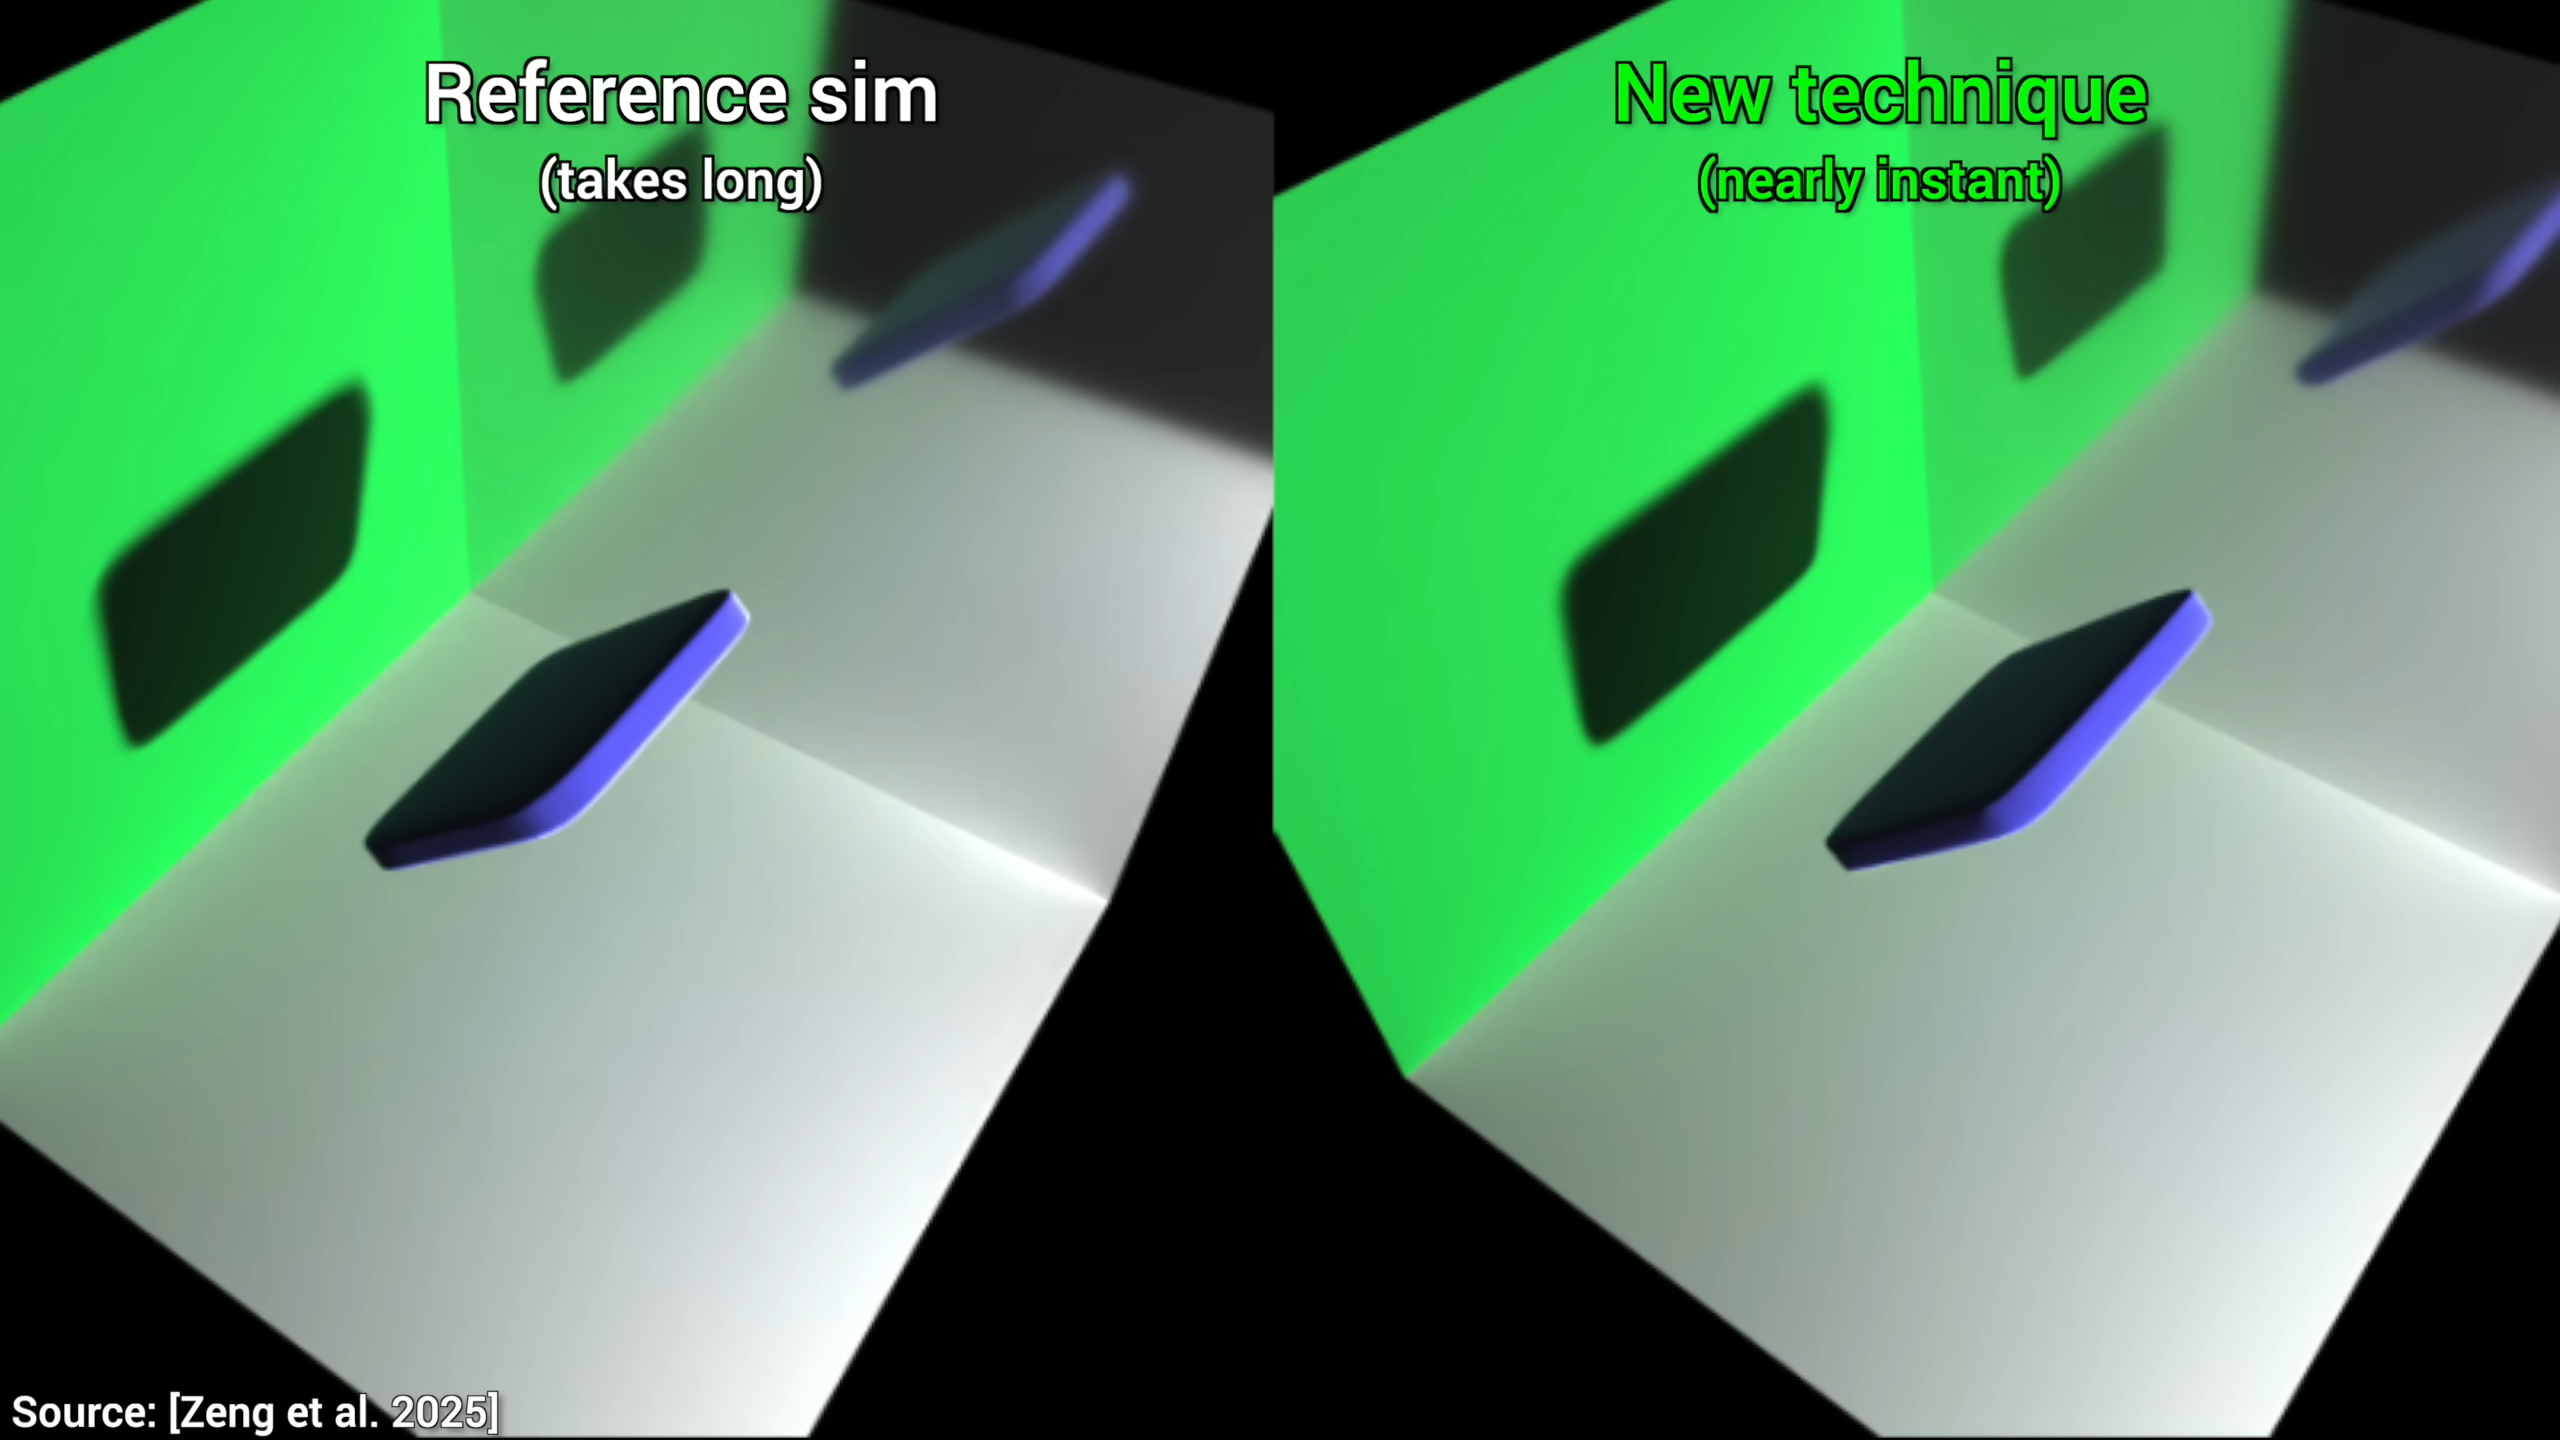 Reference sim
(takes long)
New technique
(nearly instant)
Source: [Zeng et al. 2025]